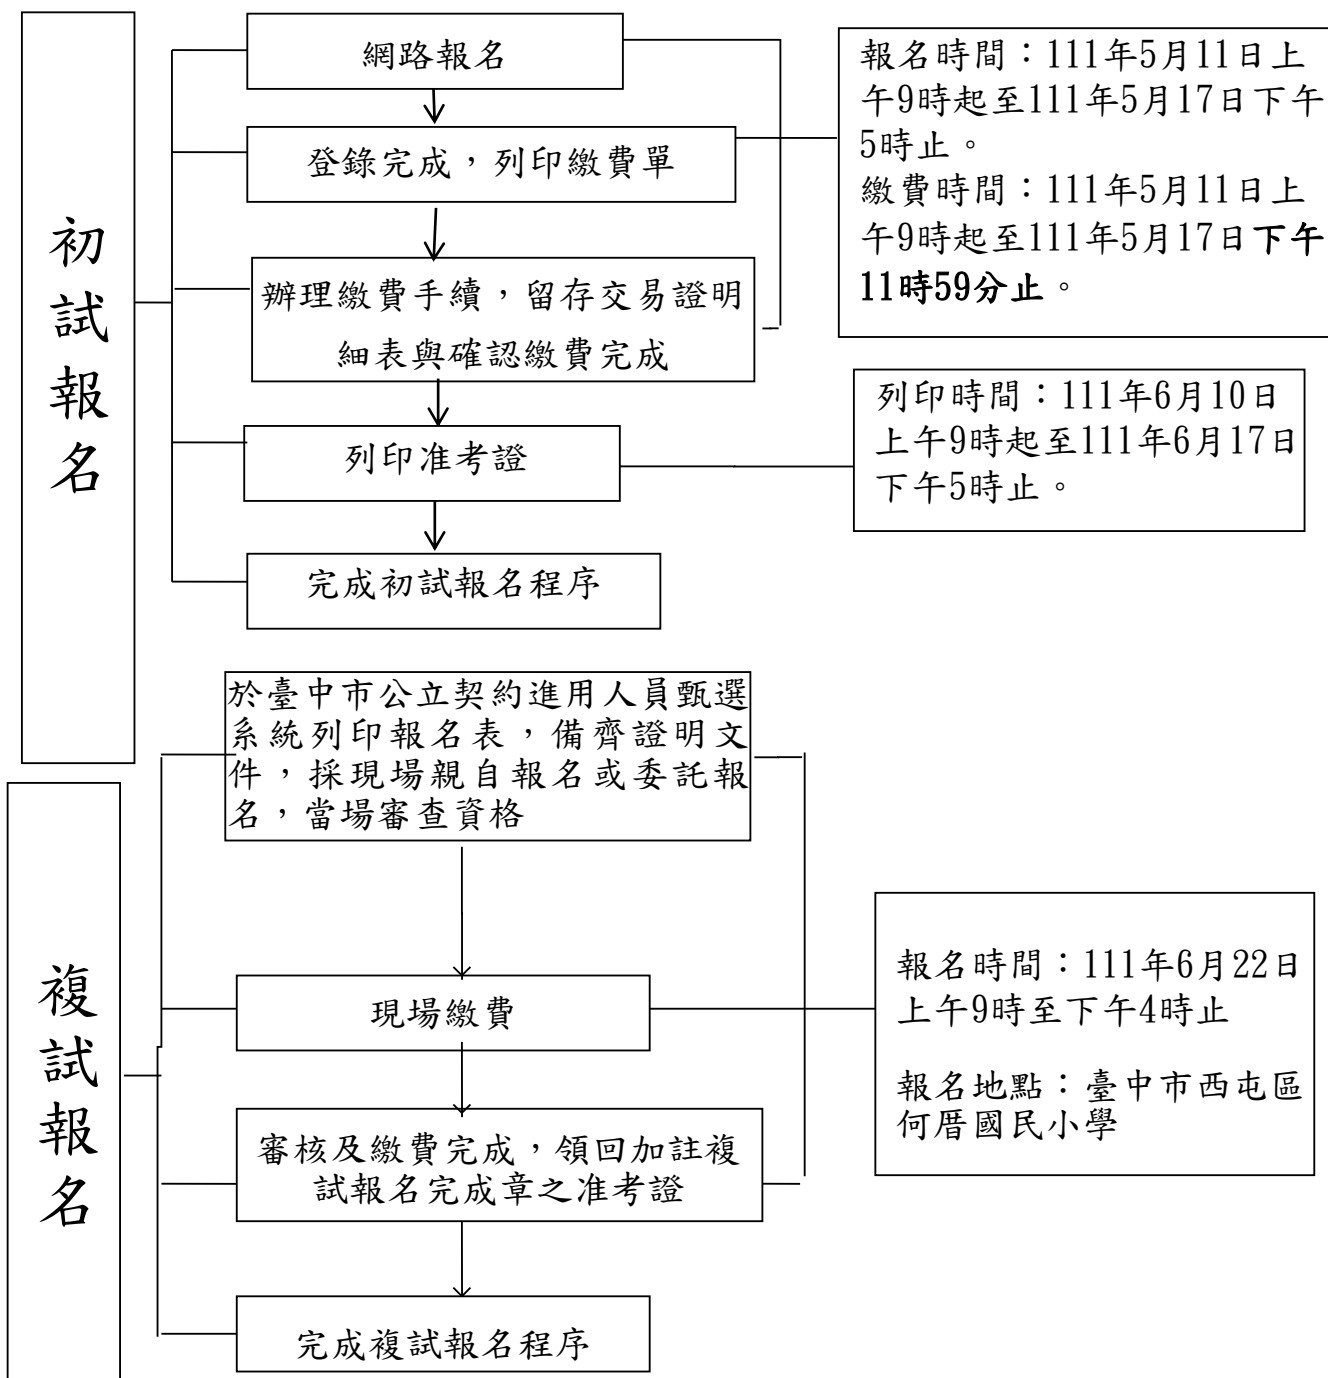 初試報名
網路報名
登錄完成，列印繳費單
辦理繳費手續，留存交易證明
細表與確認繳費完成
列印准考證
完成初試報名程序
報名時間：111年5月11日上
午9時起至111年5月17日下午
5時止。
繳費時間：111年5月11日上
午9時起至111年5月17日下午
11時59分止。
列印時間：111年6月10日
上午9時起至111年6月17日
下午5時止。
複試報名
於臺中市公立契約進用人員甄選
系統列印報名表，備齊證明文
件，採現場親自報名或委託報
名，當場審查資格
現場繳費
審核及繳費完成，領回加註複
試報名完成章之准考證
完成複試報名程序
報名時間：111年6月22日
上午9時至下午4時止
報名地點：臺中市西屯區
何厝國民小學